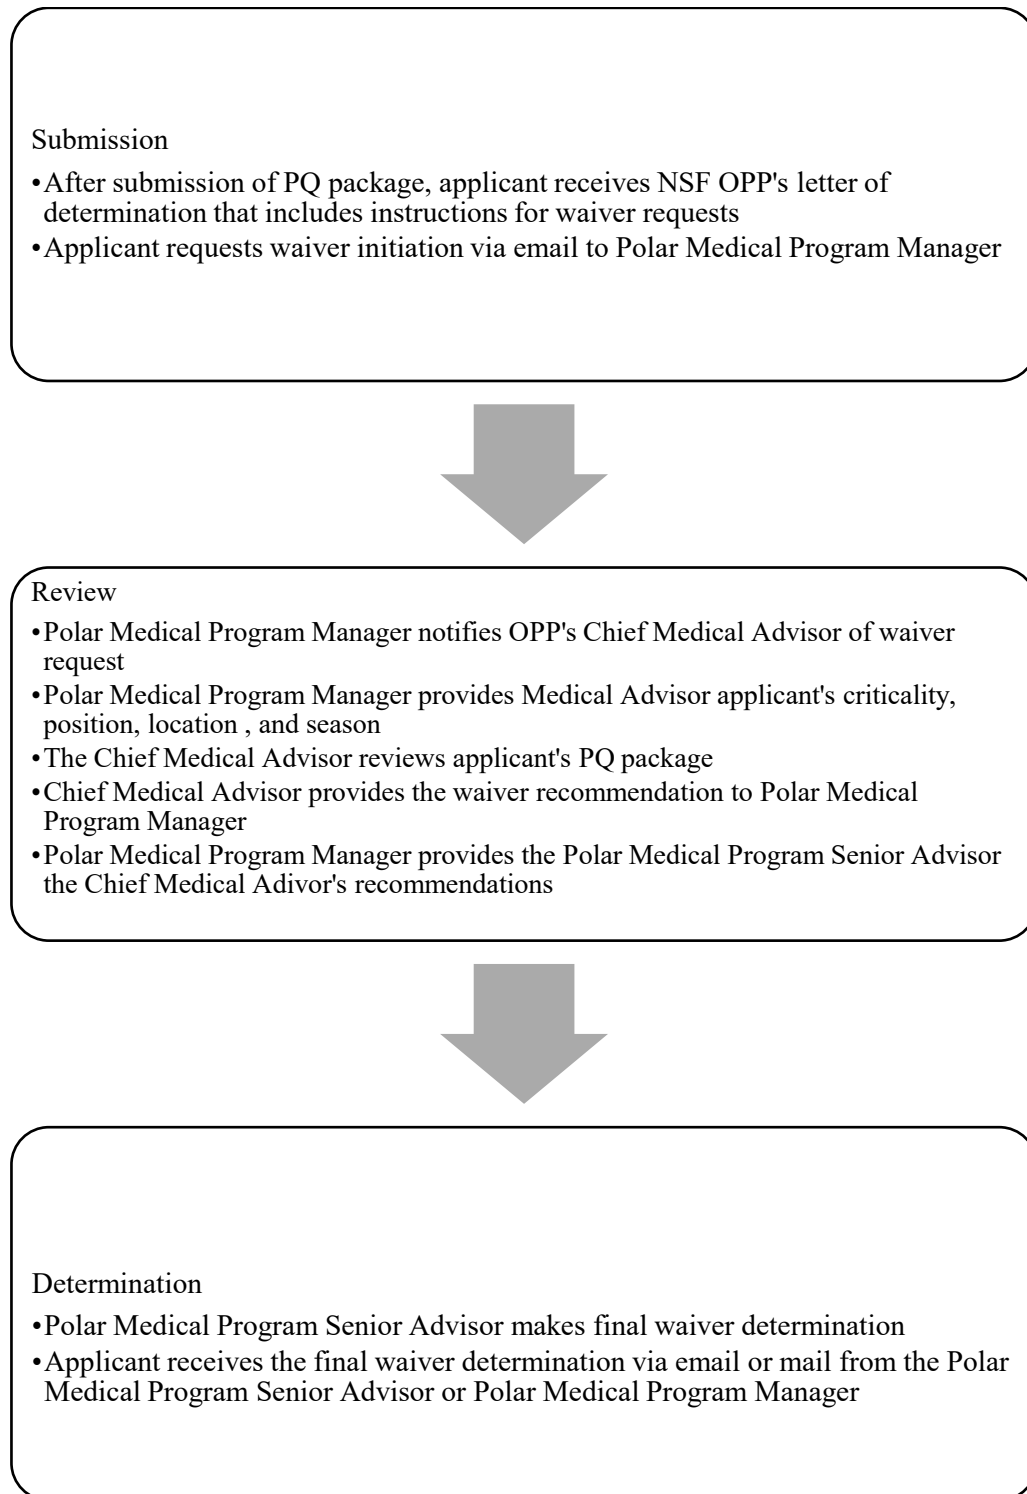 Submission
•After submission of PQ package, applicant receives NSF OPP's letter of
determination that includes instructions for waiver requests
•Applicant requests waiver initiation via email to Polar Medical Program Manager
Review
•Polar Medical Program Manager notifies OPP's Chief Medical Advisor of waiver
request
•Polar Medical Program Manager provides Medical Advisor applicant's criticality,
position, location , and season
•The Chief Medical Advisor reviews applicant's PQ package
•Chief Medical Advisor provides the waiver recommendation to Polar Medical
Program Manager
•Polar Medical Program Manager provides the Polar Medical Program Senior Advisor
the Chief Medical Adivor's recommendations
Determination
•Polar Medical Program Senior Advisor makes final waiver determination
•Applicant receives the final waiver determination via email or mail from the Polar
Medical Program Senior Advisor or Polar Medical Program Manager